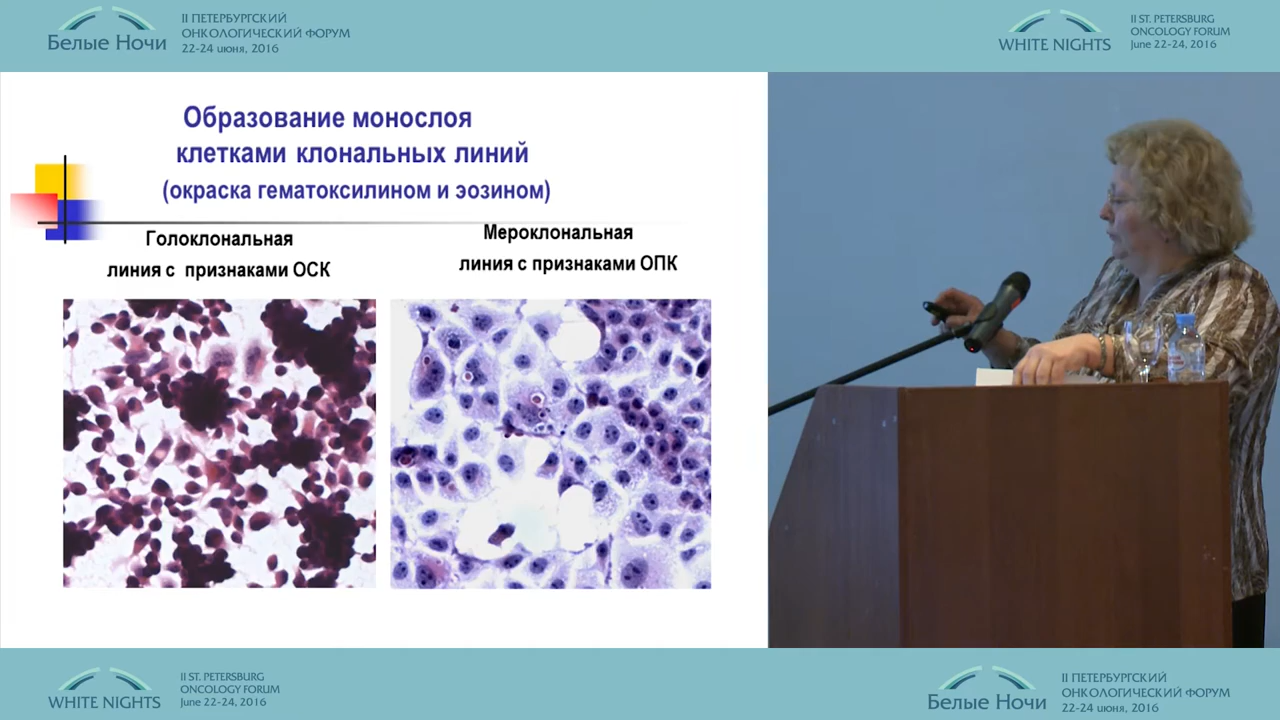 Белые Ночи
II ПЕТЕРБУРГСКИЙ
ОНКОЛОГИЧЕСКИЙ ФОРУМ
22-24 июня, 2016
WHITE NIGHTS
II ST. PETERSBURG
ONCOLOGY FORUM
June 22-24, 2016
Образование монослоя
клетками клональных линий
(окраска гематоксилином и эозином)
Голоклональная
линия с признаками ОСК
Мероклональная
линия с признаками ОПК
WHITE NIGHTS
II ST. PETERSBURG
ONCOLOGY FORUM
June 22-24, 2016
Белые Ночи
II ПЕТЕРБУРГСКИЙ
ОНКОЛОГИЧЕСКИЙ ФОРУМ
22-24 июня, 2016